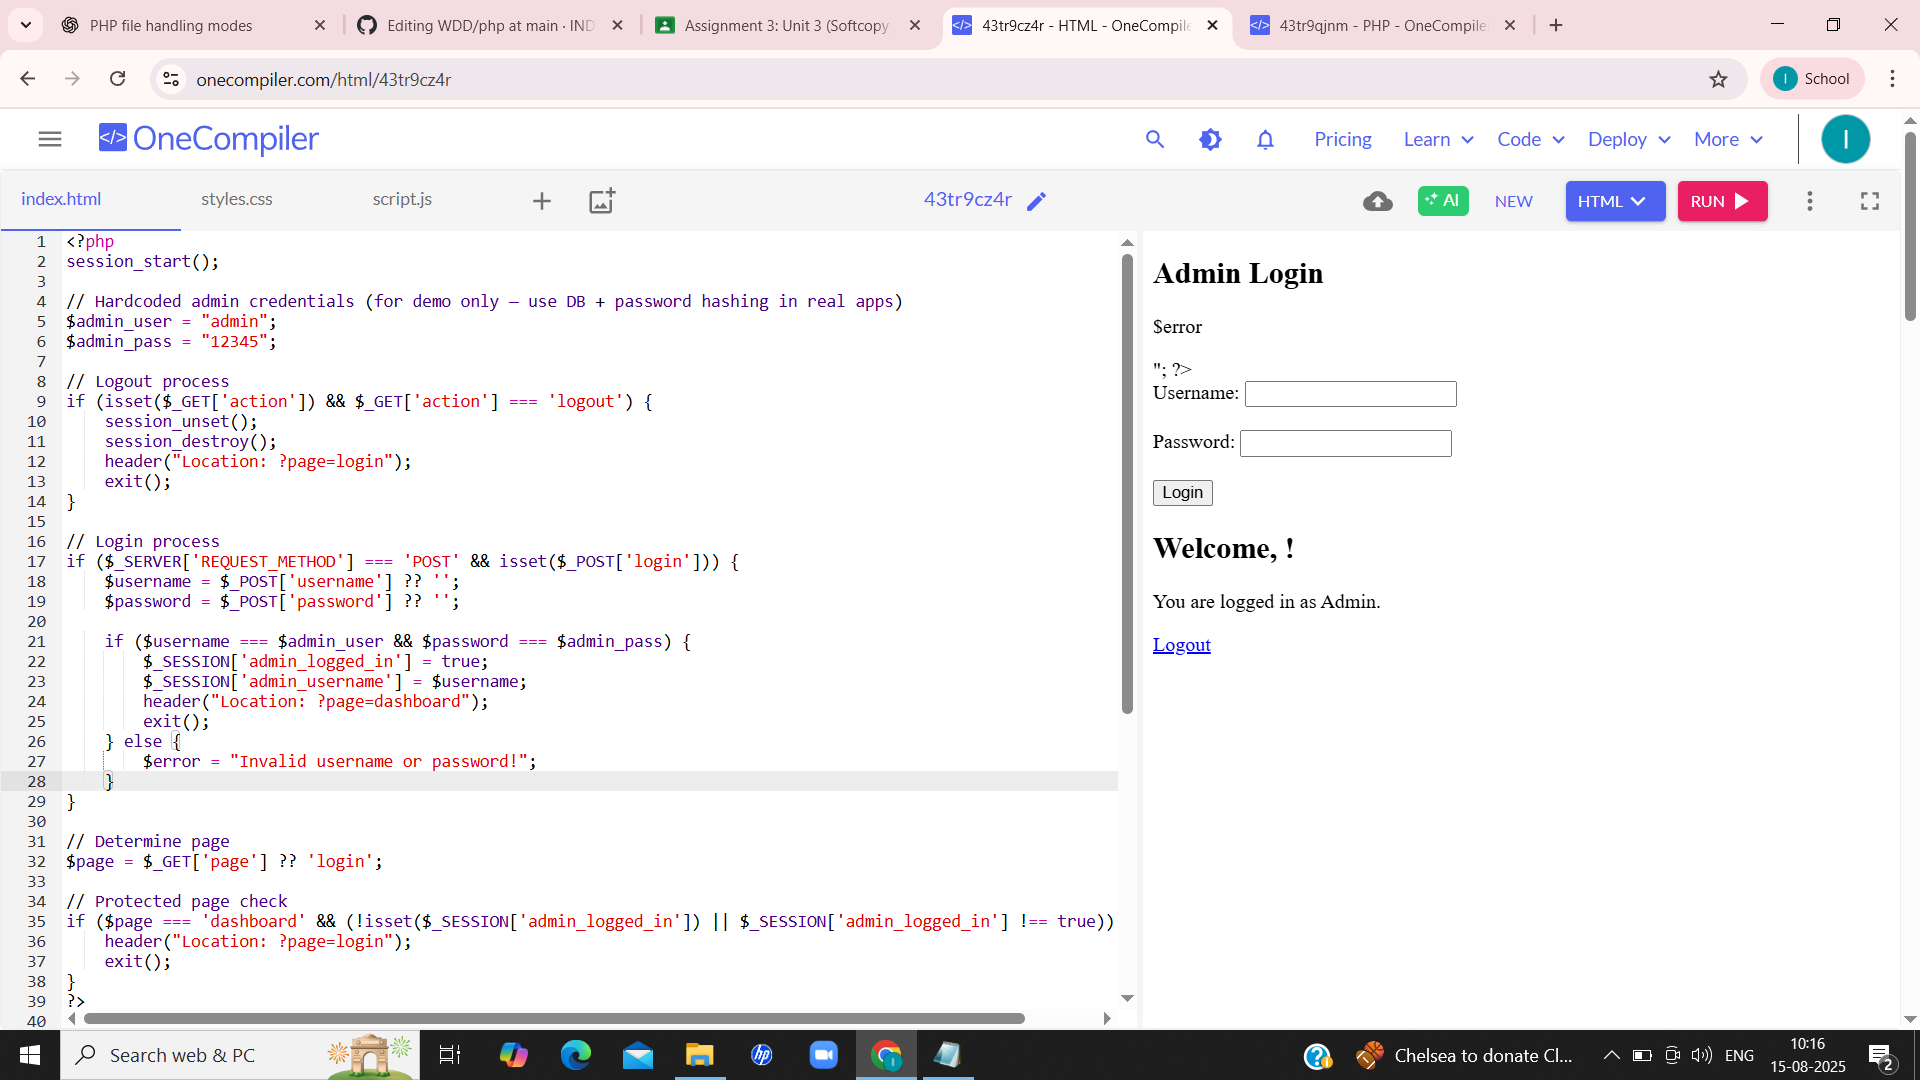 PHP file handling modes
Editing WDD/php at main · IND
Assignment 3: Unit 3 (Softcopy
43tr9cz4r - HTML - OneCompile
43tr9qjnm - PHP - OneCompile
onecompiler.com/html/43tr9cz4r
I School
</> OneCompiler
Pricing
Learn
Code
Deploy
More
I
index.html
styles.css
script.js
43tr9cz4r
AI
NEW
HTML
RUN
1 <?php
2 session_start();
3
4 // Hardcoded admin credentials (for demo only – use DB + password hashing in real apps)
5 $admin_user = "admin";
6 $admin_pass = "12345";
7
8 // Logout process
9 if (isset($_GET['action']) && $_GET['action'] === 'logout') {
10     session_unset();
11     session_destroy();
12     header("Location: ?page=login");
13     exit();
14 }
15
16 // Login process
17 if ($_SERVER['REQUEST_METHOD'] === 'POST' && isset($_POST['login'])) {
18     $username = $_POST['username'] ?? '';
19     $password = $_POST['password'] ?? '';
20
21     if ($username === $admin_user && $password === $admin_pass) {
22         $_SESSION['admin_logged_in'] = true;
23         $_SESSION['admin_username'] = $username;
24         header("Location: ?page=dashboard");
25         exit();
26     } else {
27         $error = "Invalid username or password!";
28     }
29 }
30
31 // Determine page
32 $page = $_GET['page'] ?? 'login';
33
34 // Protected page check
35 if ($page === 'dashboard' && (!isset($_SESSION['admin_logged_in']) || $_SESSION['admin_logged_in'] !== true))
36     header("Location: ?page=login");
37     exit();
38 }
39 ?>
40
Admin Login
$error
"; ?>
Username:
Password:
Login
Welcome, !
You are logged in as Admin.
Logout
Search web & PC
Chelsea to donate Cl...
ENG
10:16
15-08-2025
2